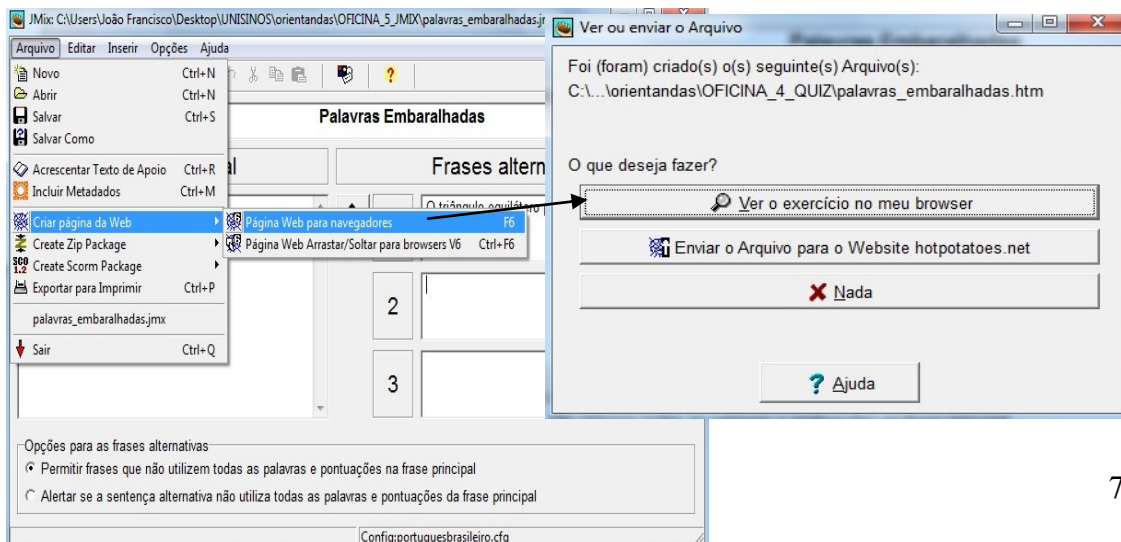 JMix: C:\Users\João Francisco\Desktop\UNISINOS\orientandas\OFICINA_5_JMIX\palavras_embaralhadas.j
Arquivo Editar Inserir Opções Ajuda
Novo Ctrl+N
Abrir Ctrl+N
Salvar Ctrl+S
Salvar Como
Acrescentar Texto de Apoio Ctrl+R
Incluir Metadados Ctrl+M
Criar página da Web
Create Zip Package
Create Scorm Package
Exportar para Imprimir Ctrl+P
palavras_embaralhadas.jmx
Sair Ctrl+Q
Página Web para navegadores F6
Página Web Arrastar/Soltar para browsers V6 Ctrl+F6
Palavras Embaralhadas
al
Frases altern
O triângulo equilátero
2
3
Opções para as frases alternativas
Permitir frases que não utilizem todas as palavras e pontuações na frase principal
Alertar se a sentença alternativa não utiliza todas as palavras e pontuações da frase principal
Config:portuguesbrasileiro.cfg
Ver ou enviar o Arquivo
Foi (foram) criado(s) o(s) seguinte(s) Arquivo(s):
C:\...\orientandas\OFICINA_4_QUIZ\palavras_embaralhadas.htm
O que deseja fazer?
Ver o exercício no meu browser
Enviar o Arquivo para o Website hotpotatoes.net
Nada
Ajuda
7